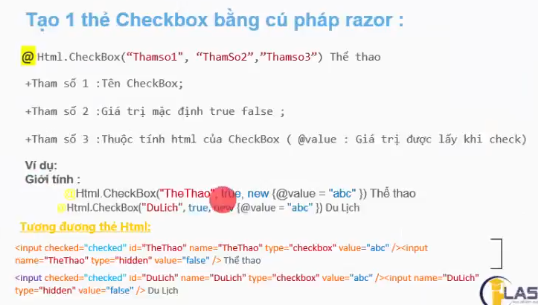 Tạo 1 thẻ Checkbox bằng cú pháp razor :
@Html.CheckBox("Thamso1", "ThamSo2","Thamso3") Thể thao
+Tham số 1 :Tên CheckBox;
+Tham số 2 :Giá trị mặc định true false ;
+Tham số 3 :Thuộc tính html của CheckBox ( @value : Giá trị được lấy khi check)
Ví dụ:
Giới tính :
@Html.CheckBox("TheThao", true, new {@value = "abc" }) Thể thao
@Html.CheckBox("DuLich", true, new {@value = "abc" }) Du Lịch
Tương đương thẻ Html:
<input checked="checked" id="TheThao" name="TheThao" type="checkbox" value="abc" /><input
name="TheThao" type="hidden" value="false" /> Thể thao
<input checked="checked" id="DuLich" name="DuLich" type="checkbox" value="abc" /><input name="DuLich"
type="hidden" value="false" /> Du Lịch
LAS